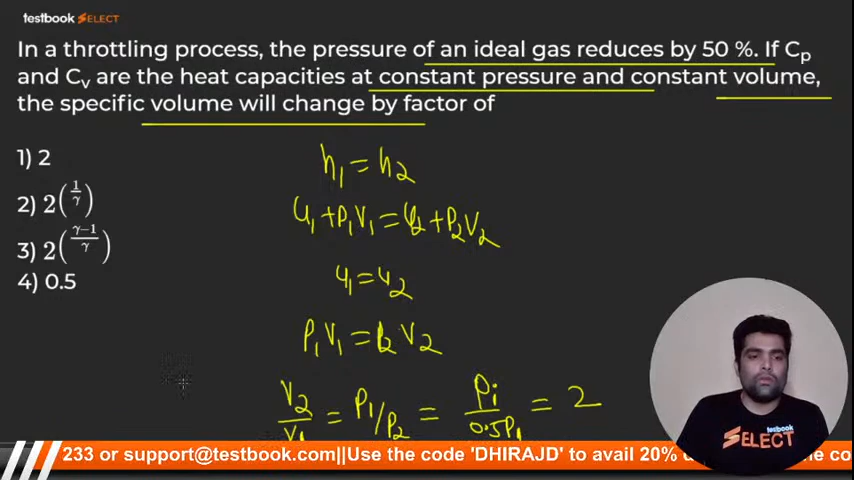 testbook SELECT
In a throttling process, the pressure of an ideal gas reduces by 50 %. If Cp
and Cv are the heat capacities at constant pressure and constant volume,
the specific volume will change by factor of
1) 2
2) 2^(1/γ)
3) 2^((γ-1)/γ)
4) 0.5
h1 = h2
u1 + P1V1 = u2 + P2V2
u1 = u2
P1V1 = P2V2
V2/V1 = P1/P2 = P1/0.5P1 = 2
testbook
SELECT
233 or support@testbook.com||Use the code 'DHIRAJD' to avail 20% co